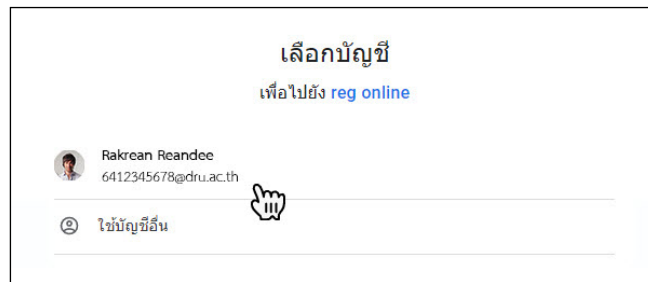 เลือกบัญชี
เพื่อไปยัง reg online
Rakrean Reandee
6412345678@dru.ac.th
ใช้บัญชีอื่น